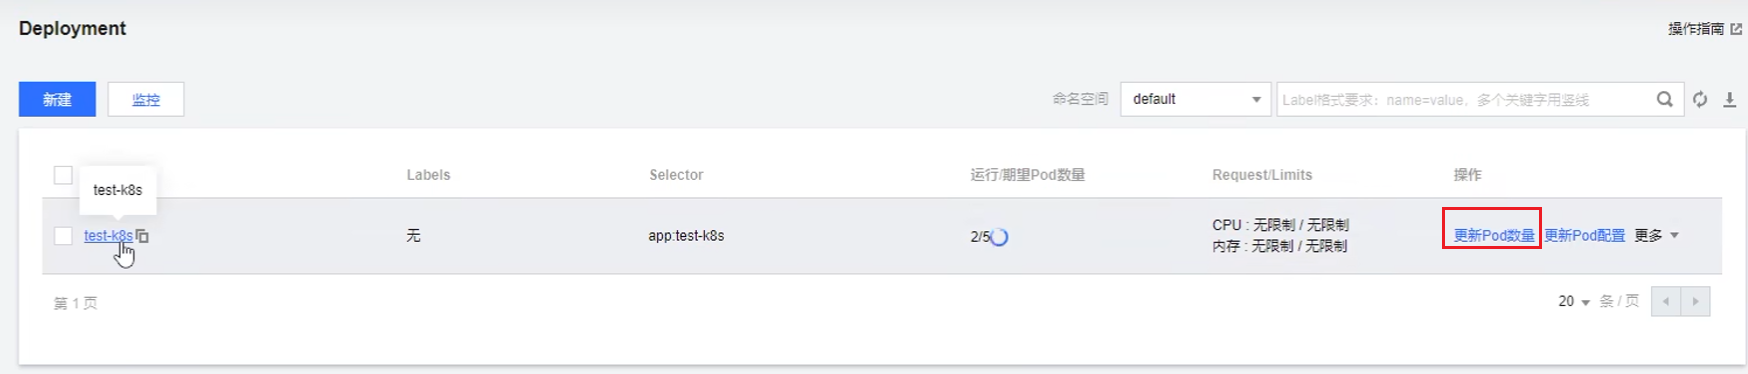 Deployment
操作指南
新建
监控
命名空间
default
Label格式要求：name=value，多个关键字用竖线
Labels
Selector
运行/期望Pod数量
Request/Limits
操作
test-k8s
test-k8s
无
app:test-k8s
2/5
CPU : 无限制 / 无限制
内存 : 无限制 / 无限制
更新Pod数量
更新Pod配置
更多
第 1 页
20
条 / 页